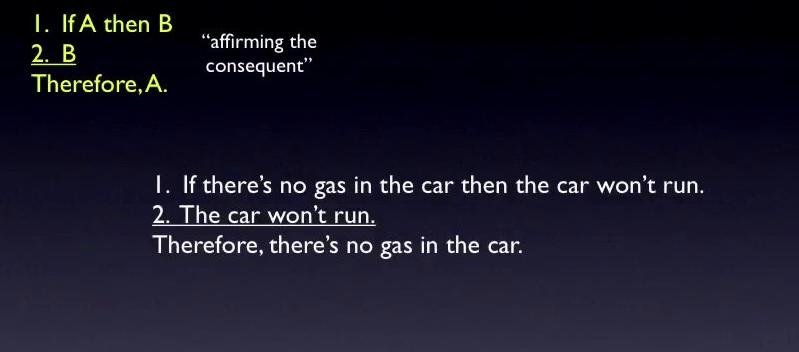 1. If A then B
2. B
Therefore, A.
“affirming the
consequent”
1. If there’s no gas in the car then the car won’t run.
2. The car won’t run.
Therefore, there’s no gas in the car.